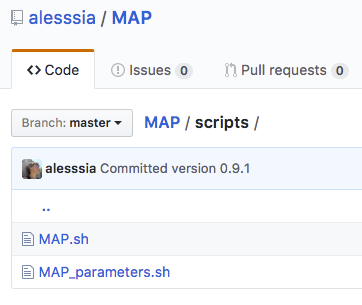 alesssia / MAP
Code Issues 0 Pull requests 0
Branch: master MAP / scripts /
alesssia Committed version 0.9.1
..
MAP.sh
MAP_parameters.sh